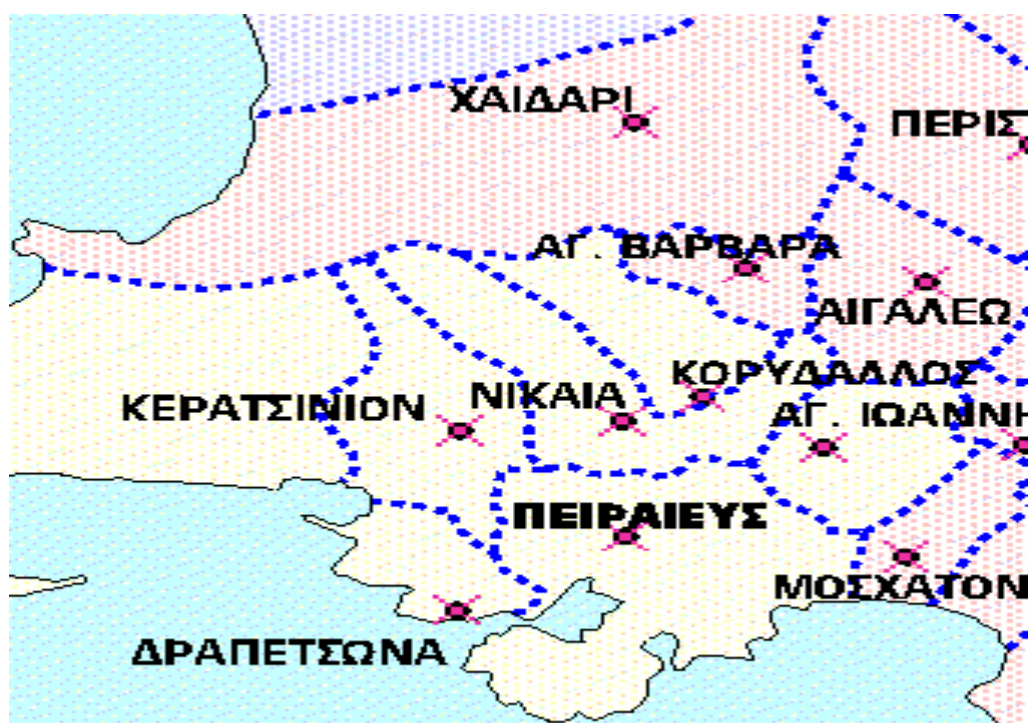 ΧΑΙΔΑΡΙ
ΠΕΡΙΣ
ΑΓ. ΒΑΡΒΑΡΑ
ΑΙΓΑΛΕΩ
ΚΟΡΥΔΑΛΛΟΣ
ΝΙΚΑΙΑ
ΚΕΡΑΤΣΙΝΙΟΝ
ΑΓ. ΙΩΑΝΝΗ
ΠΕΙΡΑΙΕΥΣ
ΜΟΣΧΑΤΟΝ
ΔΡΑΠΕΤΣΩΝΑ